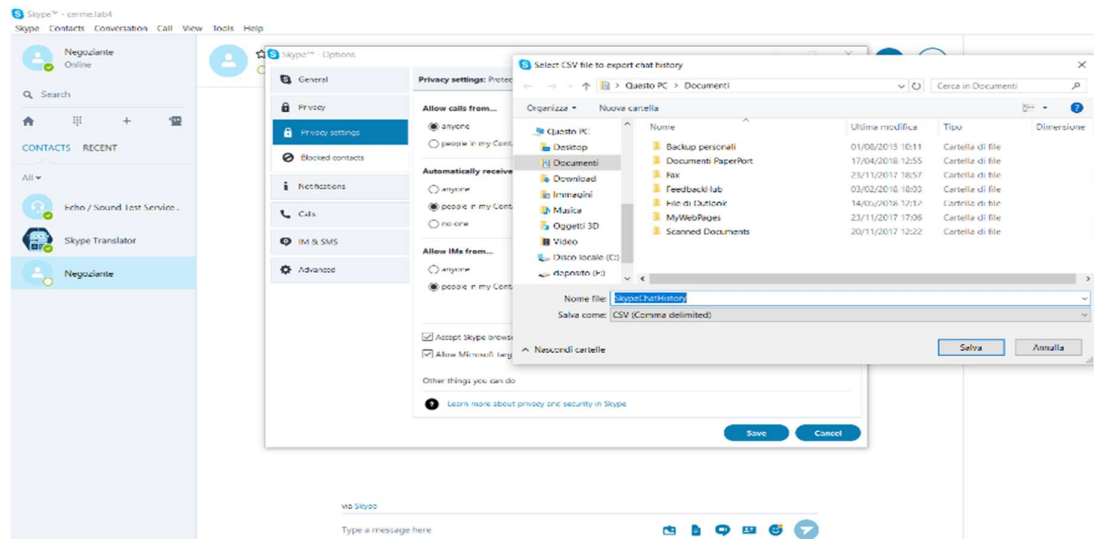 Skype™ - cerme.lab4
Skype Contacts Conversation Call View Tools Help
Negoziante
Online
Search
CONTACTS RECENT
All
Echo / Sound Test Service..
Skype Translator
Negoziante
Skype™ - Options
General
Privacy
Privacy settings
Blocked contacts
Notifications
Calls
IM & SMS
Advanced
Privacy settings: Protec
Allow calls from...
anyone
people in my Cont
Automatically receive
anyone
people in my Cont
no one
Allow IMs from...
anyone
people in my Cont
Accept Skype brows
Allow Microsoft targ
Other things you can do
Learn more about privacy and security in Skype
Save Cancel
Select CSV file to export chat history
Questo PC > Documenti
Cerca in Documenti
Organizza Nuova cartella
Questo PC
Desktop
Documenti
Download
Immagini
Musica
Oggetti 3D
Video
Disco locale (C:)
deposito (F:)
Nome Ultima modifica Tipo Dimensione
Backup personali 01/08/2015 10:11 Cartella di file
Documenti PaperPort 17/04/2018 12:55 Cartella di file
Fax 23/11/2017 18:57 Cartella di file
FeedbackHub 03/02/2018 18:03 Cartella di file
File di Outlook 14/05/2018 12:12 Cartella di file
MyWebPages 23/11/2017 17:06 Cartella di file
Scanned Documents 20/11/2017 12:22 Cartella di file
Nome file: SkypeChatHistory
Salva come: CSV (Comma delimited)
Nascondi cartelle
Salva Annulla
via Skype
Type a message here